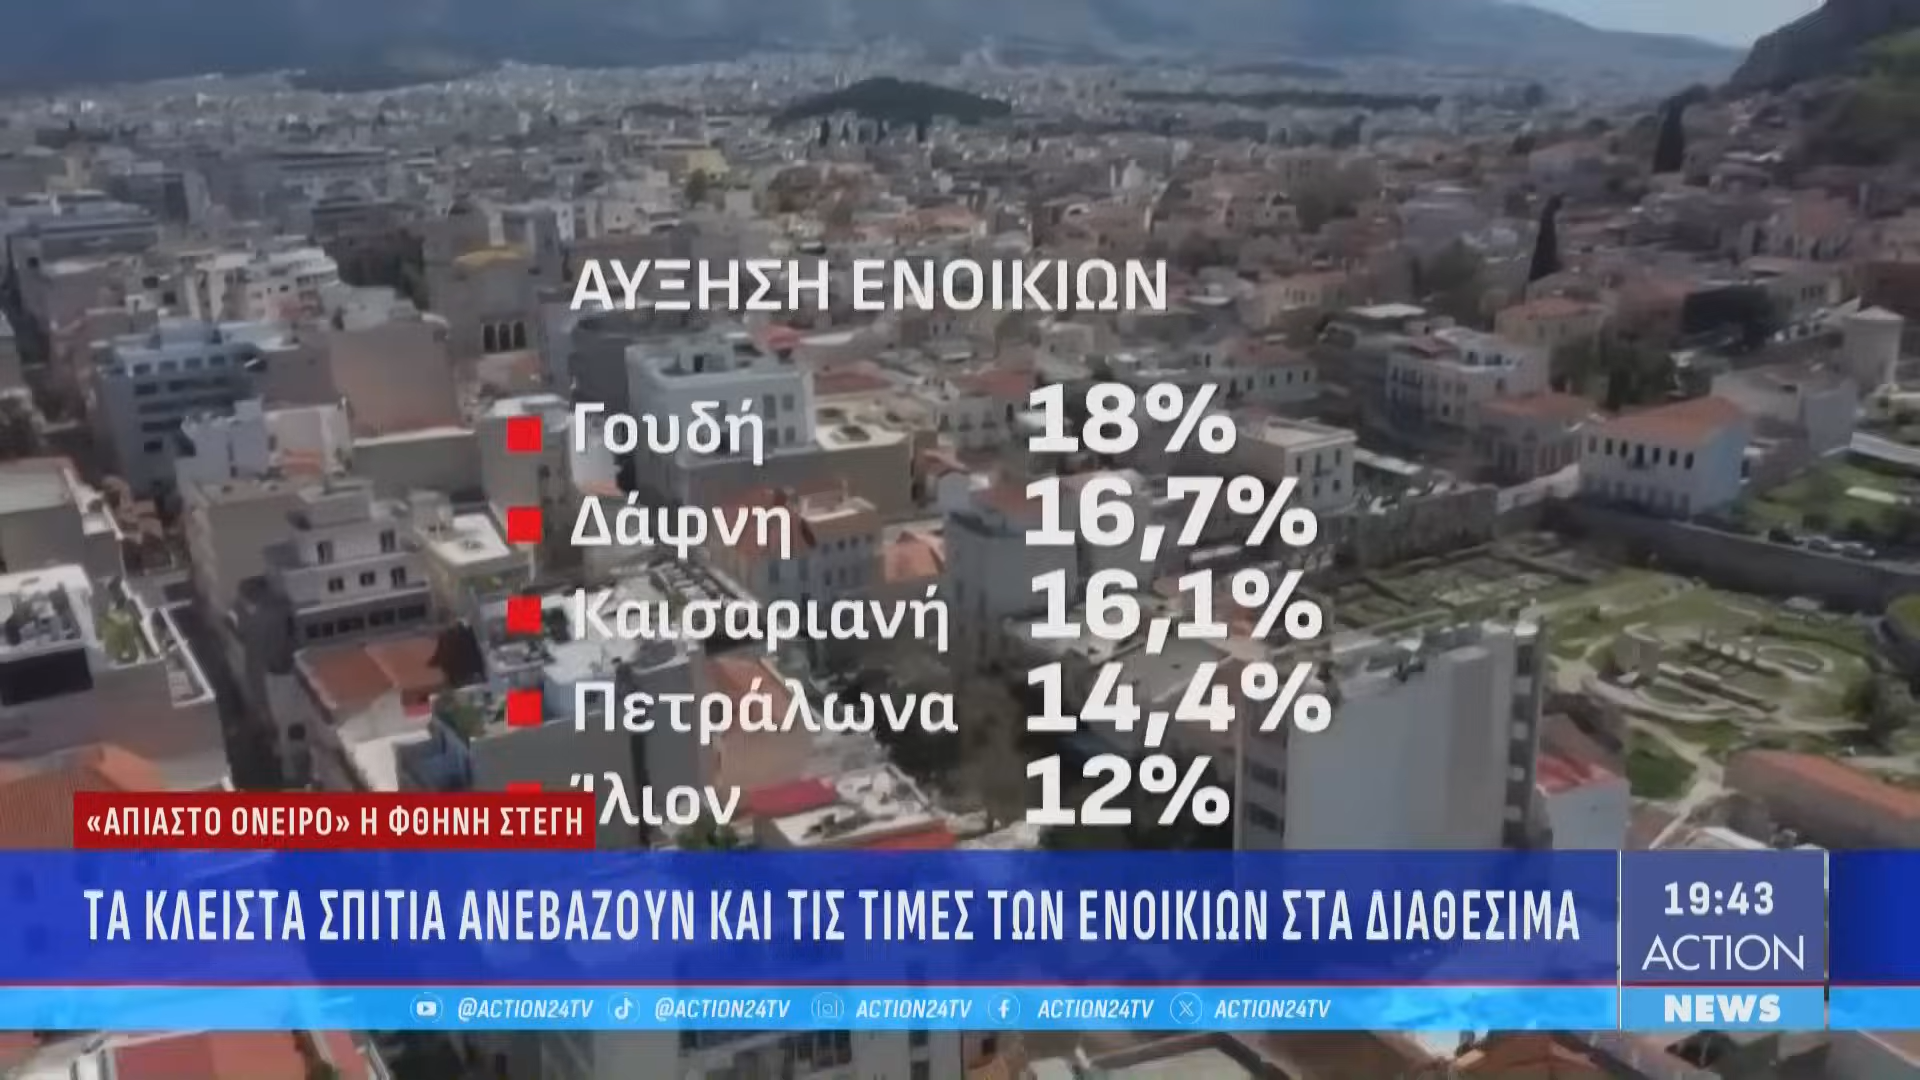 ΑΥΞΗΣΗ ΕΝΟΙΚΙΩΝ
Γουδή 18%
Δάφνη 16,7%
Καισαριανή 16,1%
Πετράλωνα 14,4%
Ίλιον 12%
«ΑΠΙΑΣΤΟ ΟΝΕΙΡΟ» Η ΦΘΗΝΗ ΣΤΕΓΗ
ΤΑ ΚΛΕΙΣΤΑ ΣΠΙΤΙΑ ΑΝΕΒΑΖΟΥΝ ΚΑΙ ΤΙΣ ΤΙΜΕΣ ΤΩΝ ΕΝΟΙΚΙΩΝ ΣΤΑ ΔΙΑΘΕΣΙΜΑ
19:43
ACTION
NEWS
@ACTION24TV @ACTION24TV ACTION24TV ACTION24TV ACTION24TV